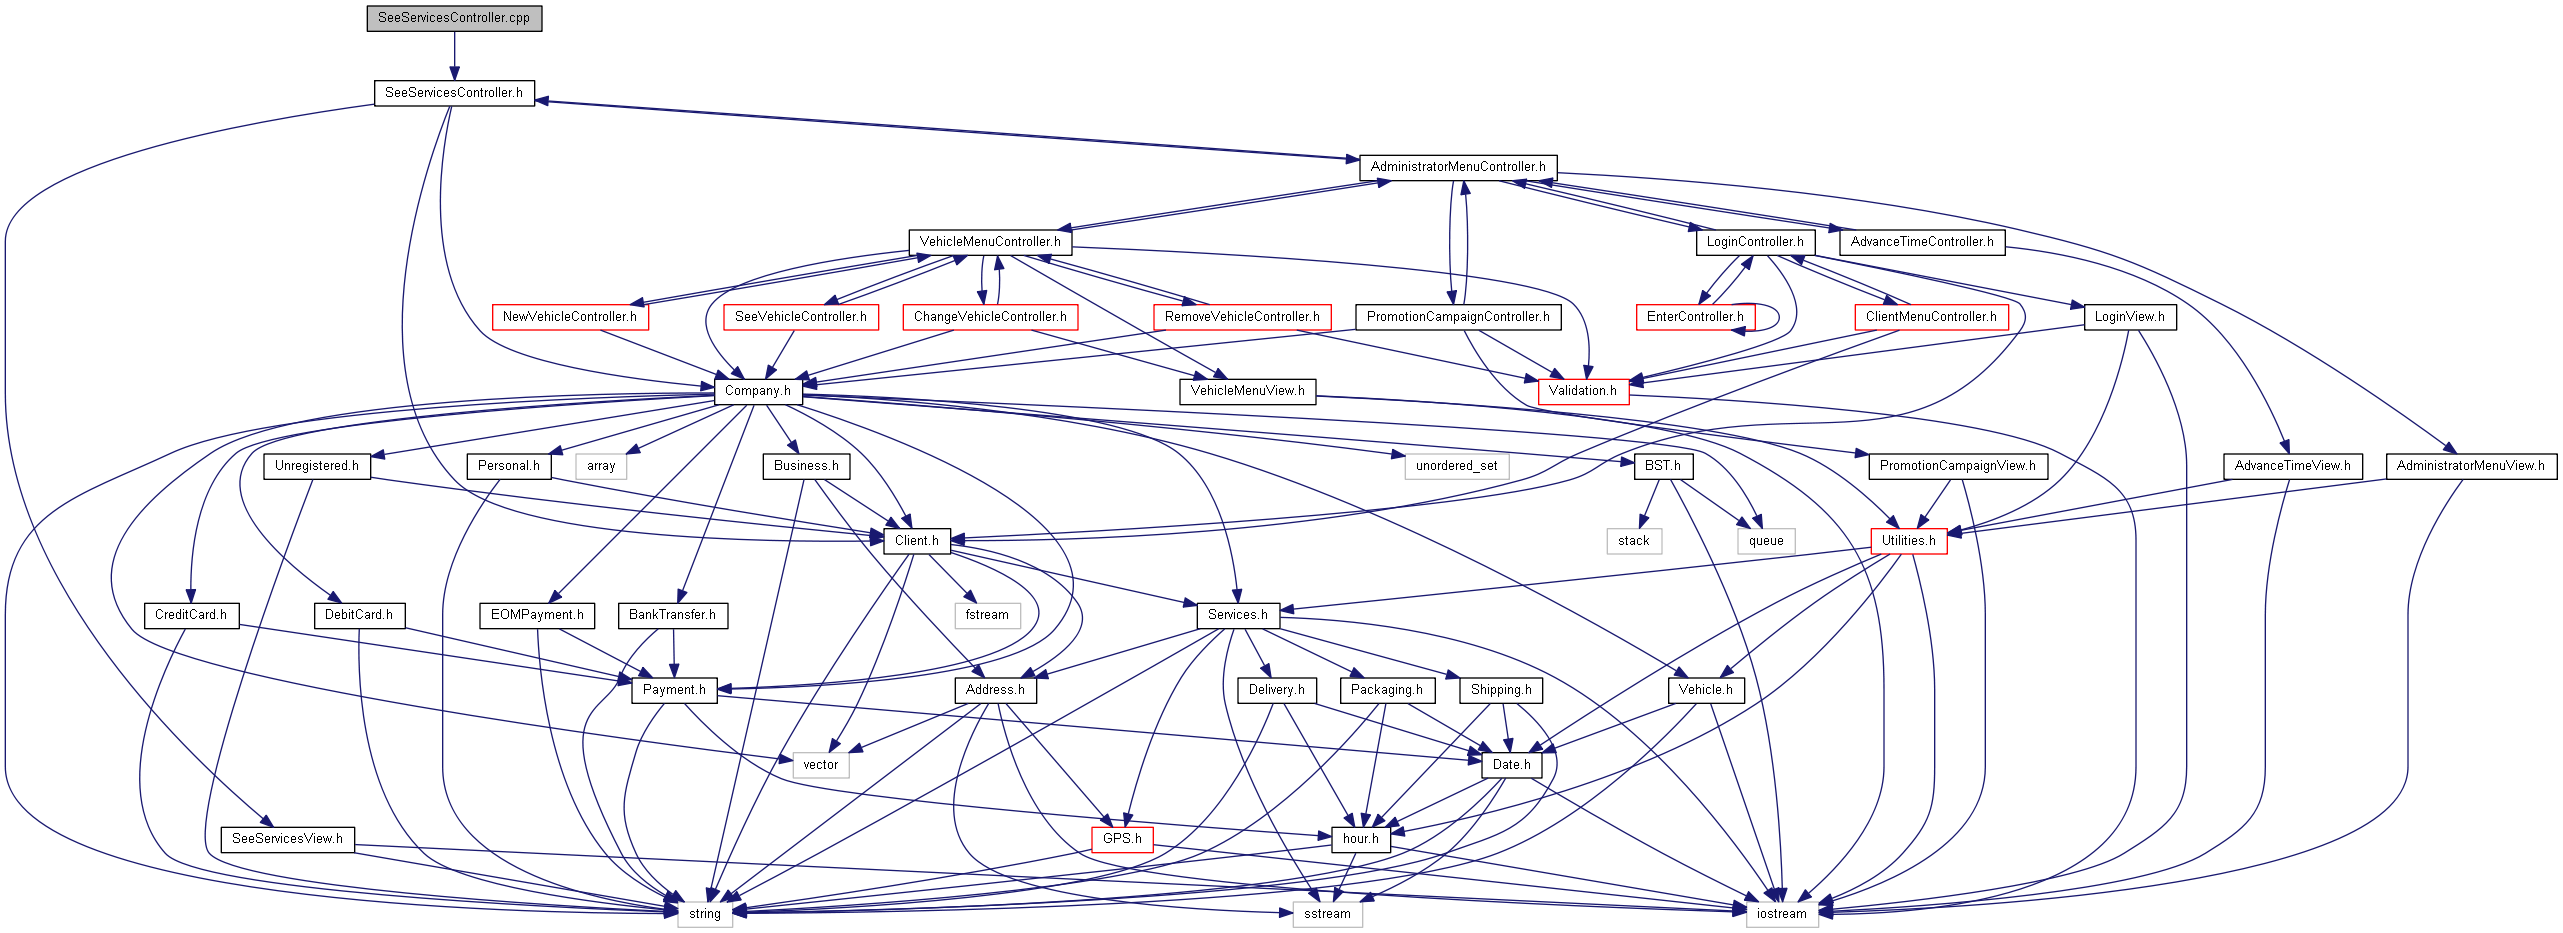 SeeServicesController.cpp
SeeServicesController.h
AdministratorMenuController.h
VehicleMenuController.h
LoginController.h
AdvanceTimeController.h
NewVehicleController.h
SeeVehicleController.h
ChangeVehicleController.h
RemoveVehicleController.h
PromotionCampaignController.h
EnterController.h
ClientMenuController.h
LoginView.h
Company.h
VehicleMenuView.h
Validation.h
Unregistered.h
Personal.h
array
Business.h
unordered_set
BST.h
PromotionCampaignView.h
AdvanceTimeView.h
AdministratorMenuView.h
Client.h
stack
queue
Utilities.h
CreditCard.h
DebitCard.h
EOMPayment.h
BankTransfer.h
fstream
Services.h
Payment.h
Address.h
Delivery.h
Packaging.h
Shipping.h
Vehicle.h
vector
Date.h
SeeServicesView.h
GPS.h
hour.h
string
sstream
iostream